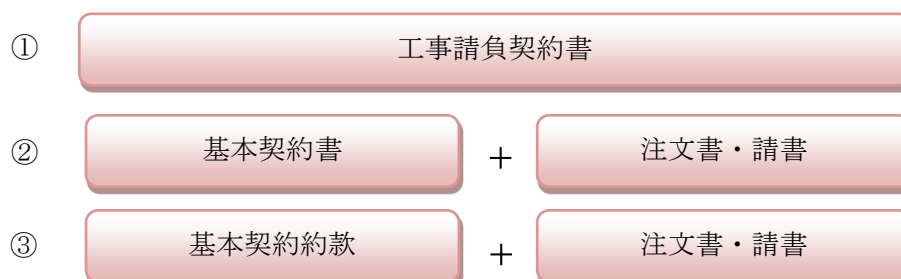 ① 工事請負契約書
② 基本契約書 + 注文書・請書
③ 基本契約約款 + 注文書・請書